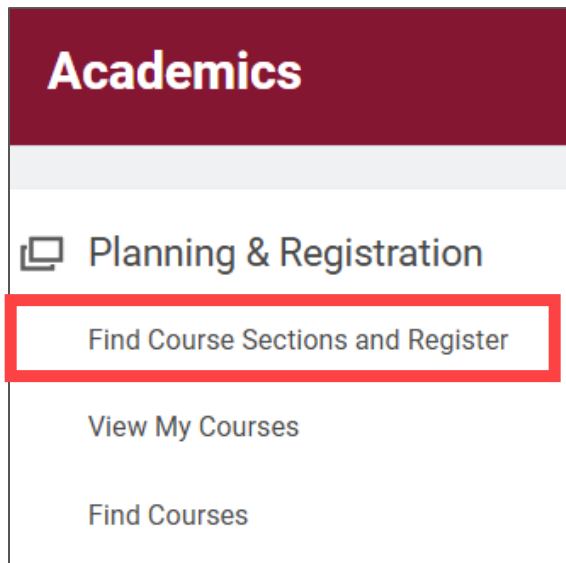 Academics
Planning & Registration
Find Course Sections and Register
View My Courses
Find Courses